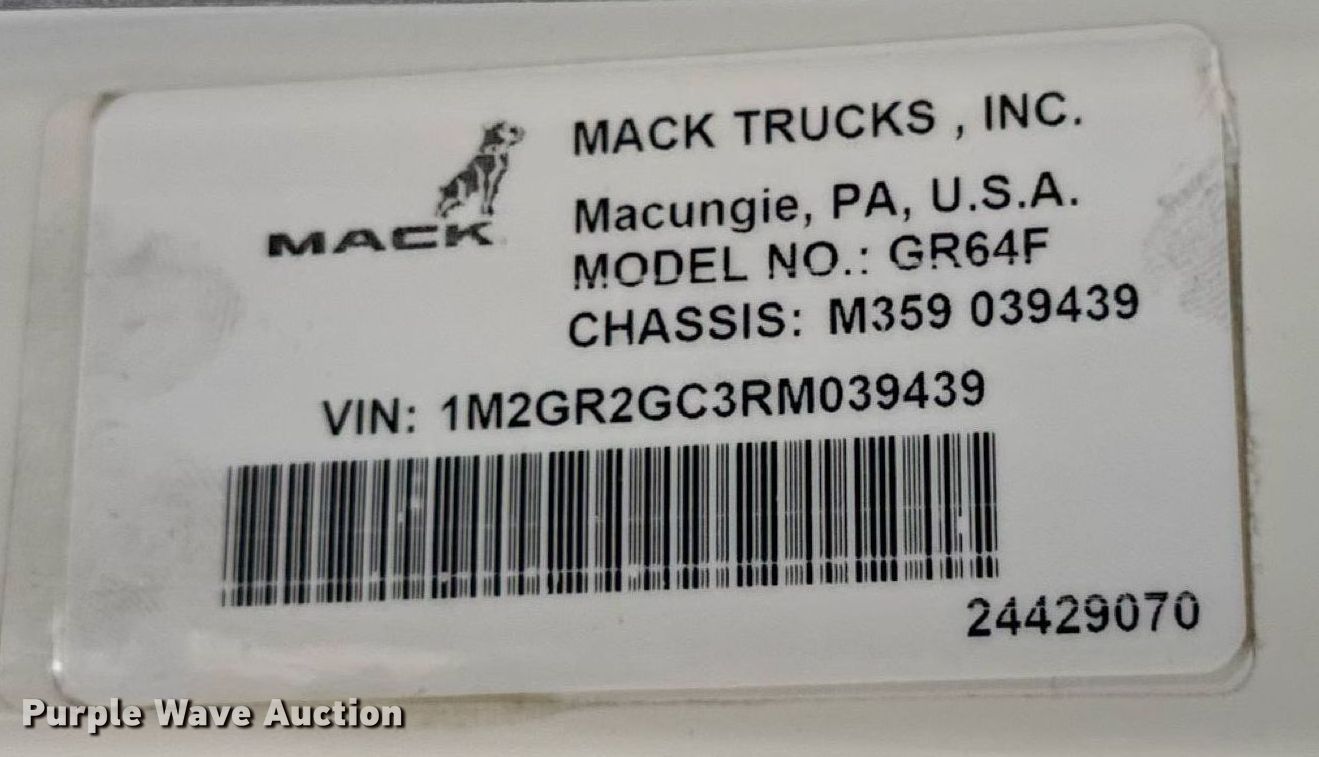 MACK
MACK TRUCKS , INC.
Macungie, PA, U.S.A.
MODEL NO.: GR64F
CHASSIS: M359 039439
VIN: 1M2GR2GC3RM039439
24429070
Purple Wave Auction